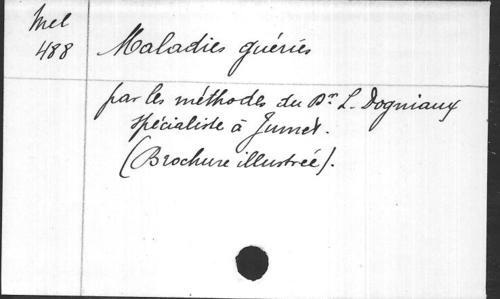 Mel
488
Maladies guéries
par les méthodes du Dr L. Dogniaux
spécialiste à Jumet.
(Brochure illustrée).